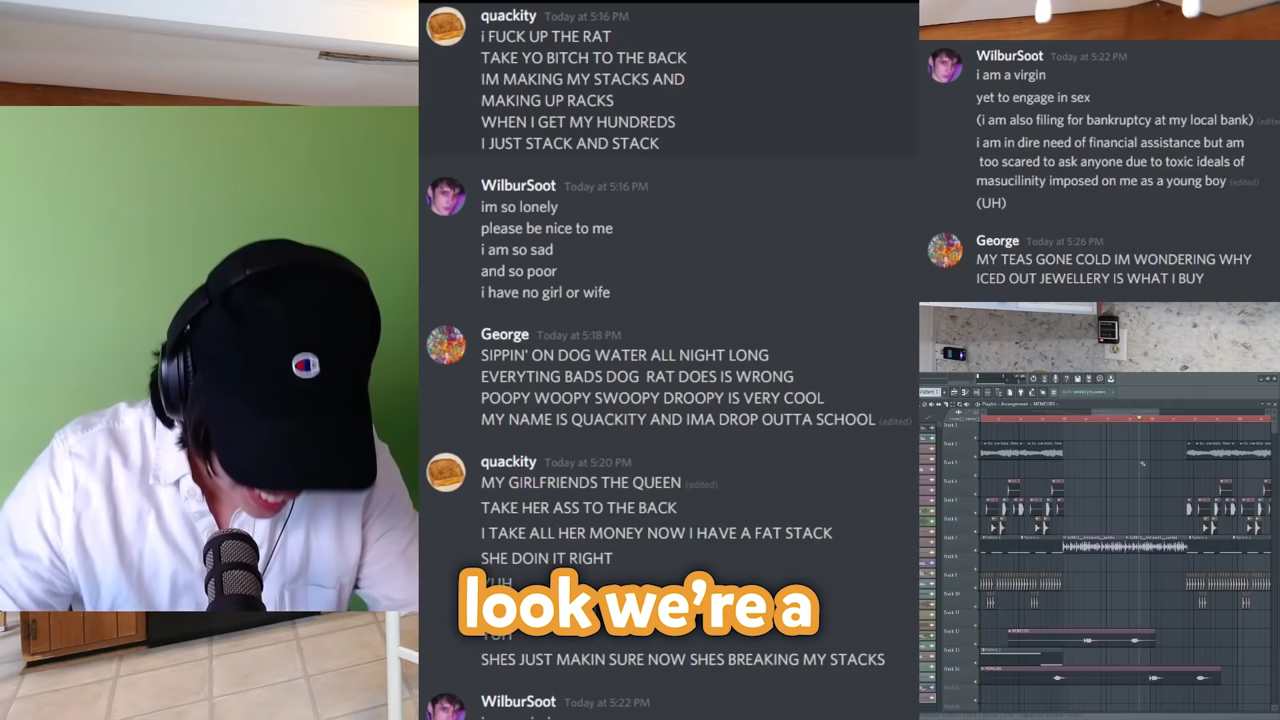 quackity Today at 5:16 PM
i FUCK UP THE RAT
TAKE YO BITCH TO THE BACK
IM MAKING MY STACKS AND
MAKING UP RACKS
WHEN I GET MY HUNDREDS
I JUST STACK AND STACK
WilburSoot Today at 5:16 PM
im so lonely
please be nice to me
i am so sad
and so poor
i have no girl or wife
George Today at 5:18 PM
SIPPIN' ON DOG WATER ALL NIGHT LONG
EVERYTING BADS DOG RAT DOES IS WRONG
POOPY WOOPY SWOOPY DROOPY IS VERY COOL
MY NAME IS QUACKITY AND IMA DROP OUTTA SCHOOL (edited)
quackity Today at 5:20 PM
MY GIRLFRIENDS THE QUEEN (edited)
TAKE HER ASS TO THE BACK
I TAKE ALL HER MONEY NOW I HAVE A FAT STACK
SHE DOIN IT RIGHT
look we're a
SHES JUST MAKIN SURE NOW SHES BREAKING MY STACKS
WilburSoot Today at 5:22 PM
WilburSoot Today at 5:22 PM
i am a virgin
yet to engage in sex
(i am also filing for bankruptcy at my local bank)
i am in dire need of financial assistance but am
too scared to ask anyone due to toxic ideals of
masucilinity imposed on me as a young boy (edited)
(UH)
George Today at 5:26 PM
MY TEAS GONE COLD IM WONDERING WHY
ICED OUT JEWELLERY IS WHAT I BUY